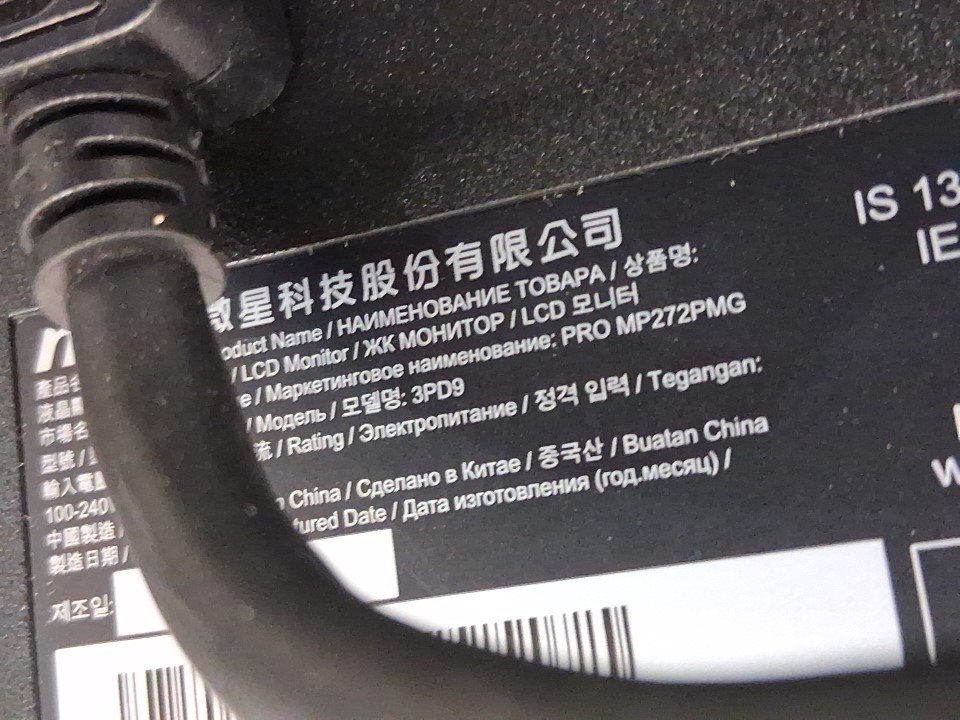 星科技股份有限公司
產品
oduct Name / НАИМЕНОВАНИЕ ТОВАРА / 상품명:
液晶
/ LCD Monitor / ЖК МОНИТОР / LCD 모니터
市場名
e / Маркетинговое наименование: PRO MP272PMG
型號 /
/ Модель / 모델명: 3PD9
輸入電
流 / Rating / Электропитание / 정격 입력 / Tegangan:
100-240
中國製造 /
China / Сделано в Китае / 중국산 / Buatan China
製造日期 /
tured Date / Дата изготовления (год.месяц) /
제조일:
IS 13
IE